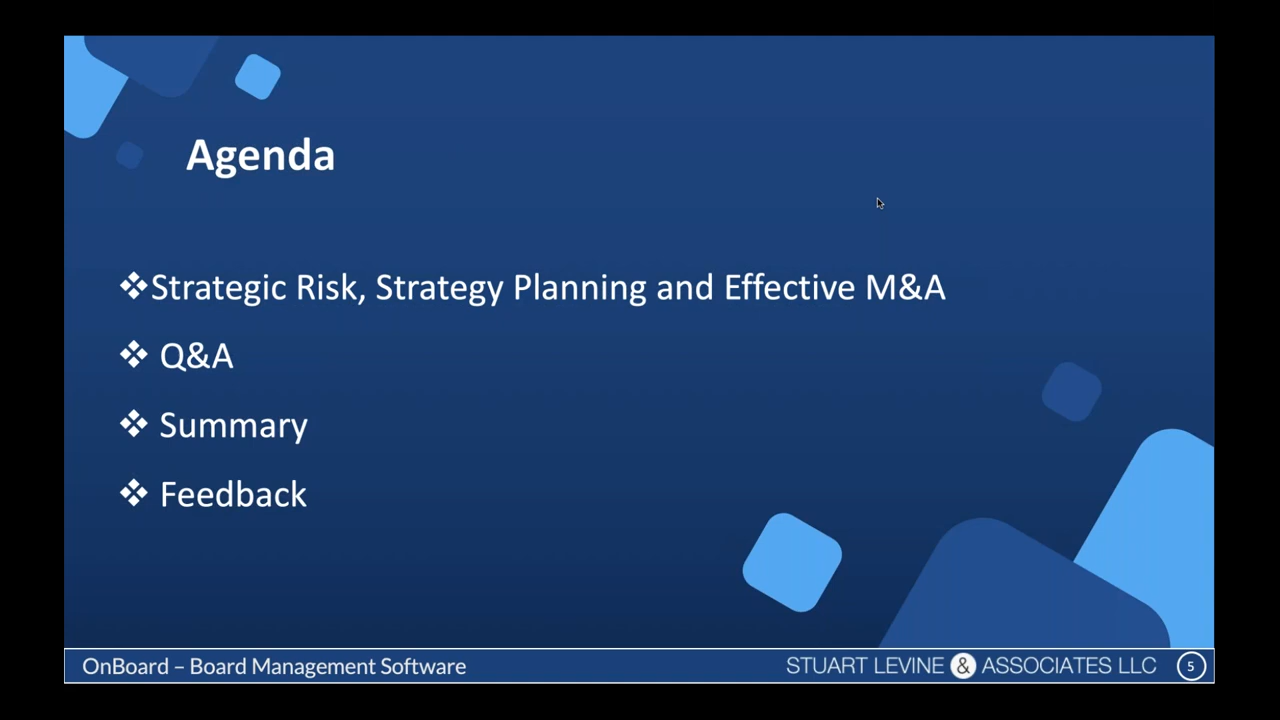 Agenda
❖Strategic Risk, Strategy Planning and Effective M&A
❖ Q&A
❖ Summary
❖ Feedback
OnBoard – Board Management Software
STUART LEVINE & ASSOCIATES LLC 5